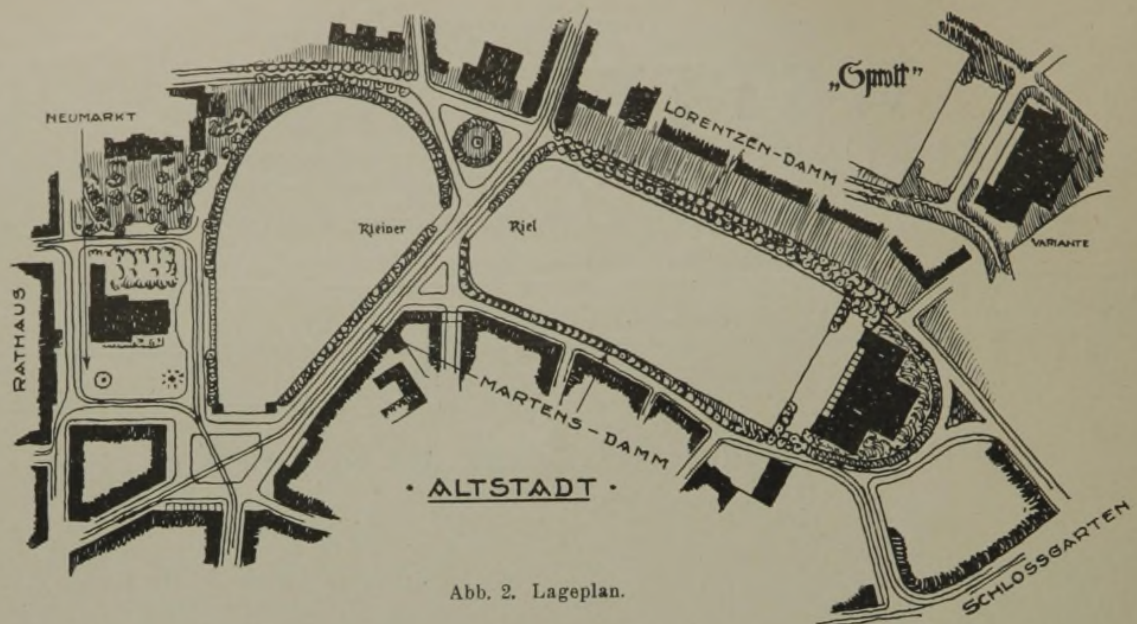 NEUMARKT
RATHAUS
Kleiner
Kiel
LORENTZEN-DAMM
„Sprott”
VARIANTE
MARTENS-DAMM
· ALTSTADT ·
SCHLOSSGARTEN
Abb. 2. Lageplan.